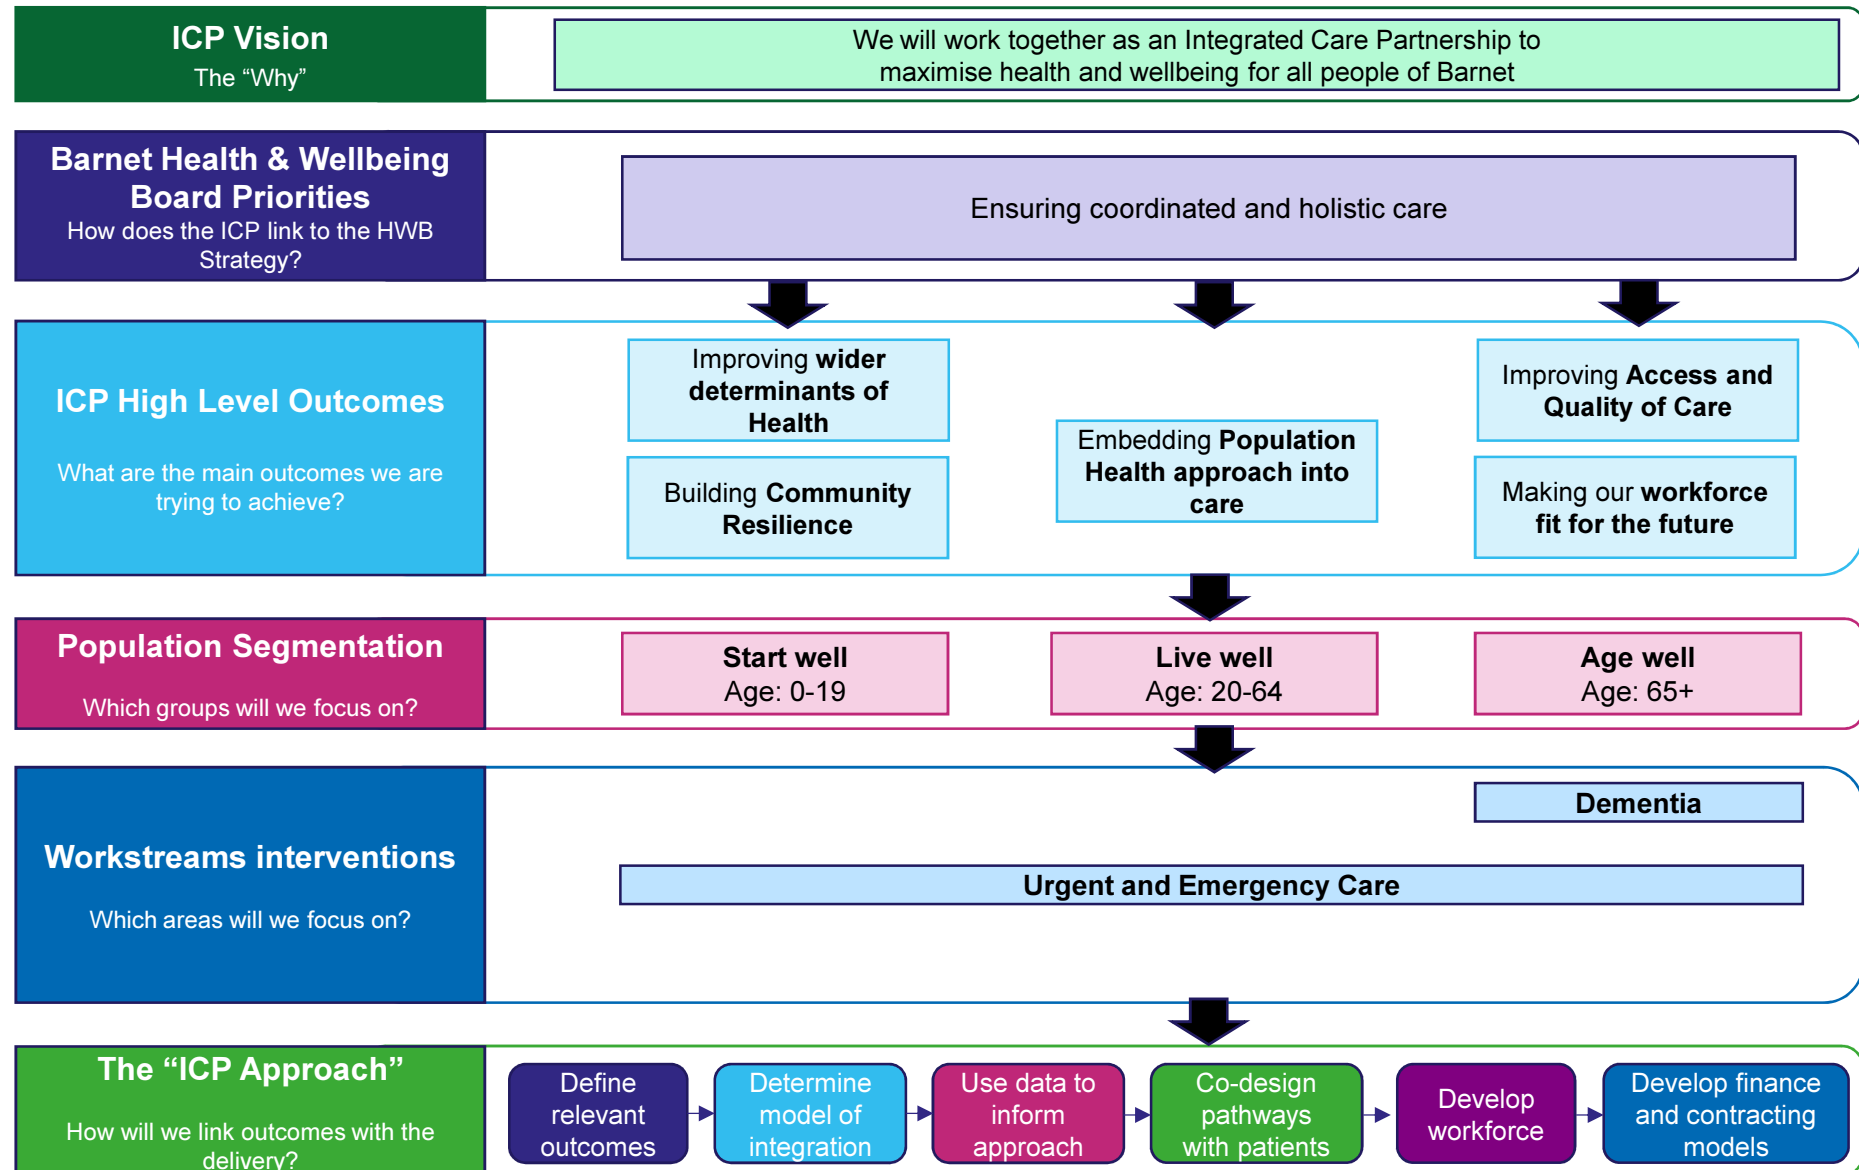 ICP Vision
The “Why”
We will work together as an Integrated Care Partnership to
maximise health and wellbeing for all people of Barnet
Barnet Health & Wellbeing
Board Priorities
How does the ICP link to the HWB
Strategy?
Ensuring coordinated and holistic care
ICP High Level Outcomes
What are the main outcomes we are
trying to achieve?
Improving wider
determinants of
Health
Building Community
Resilience
Embedding Population
Health approach into
care
Improving Access and
Quality of Care
Making our workforce
fit for the future
Population Segmentation
Which groups will we focus on?
Start well
Age: 0-19
Live well
Age: 20-64
Age well
Age: 65+
Workstreams interventions
Which areas will we focus on?
Dementia
Urgent and Emergency Care
The “ICP Approach”
How will we link outcomes with the
delivery?
Define
relevant
outcomes
Determine
model of
integration
Use data to
inform
approach
Co-design
pathways
with patients
Develop
workforce
Develop finance
and contracting
models